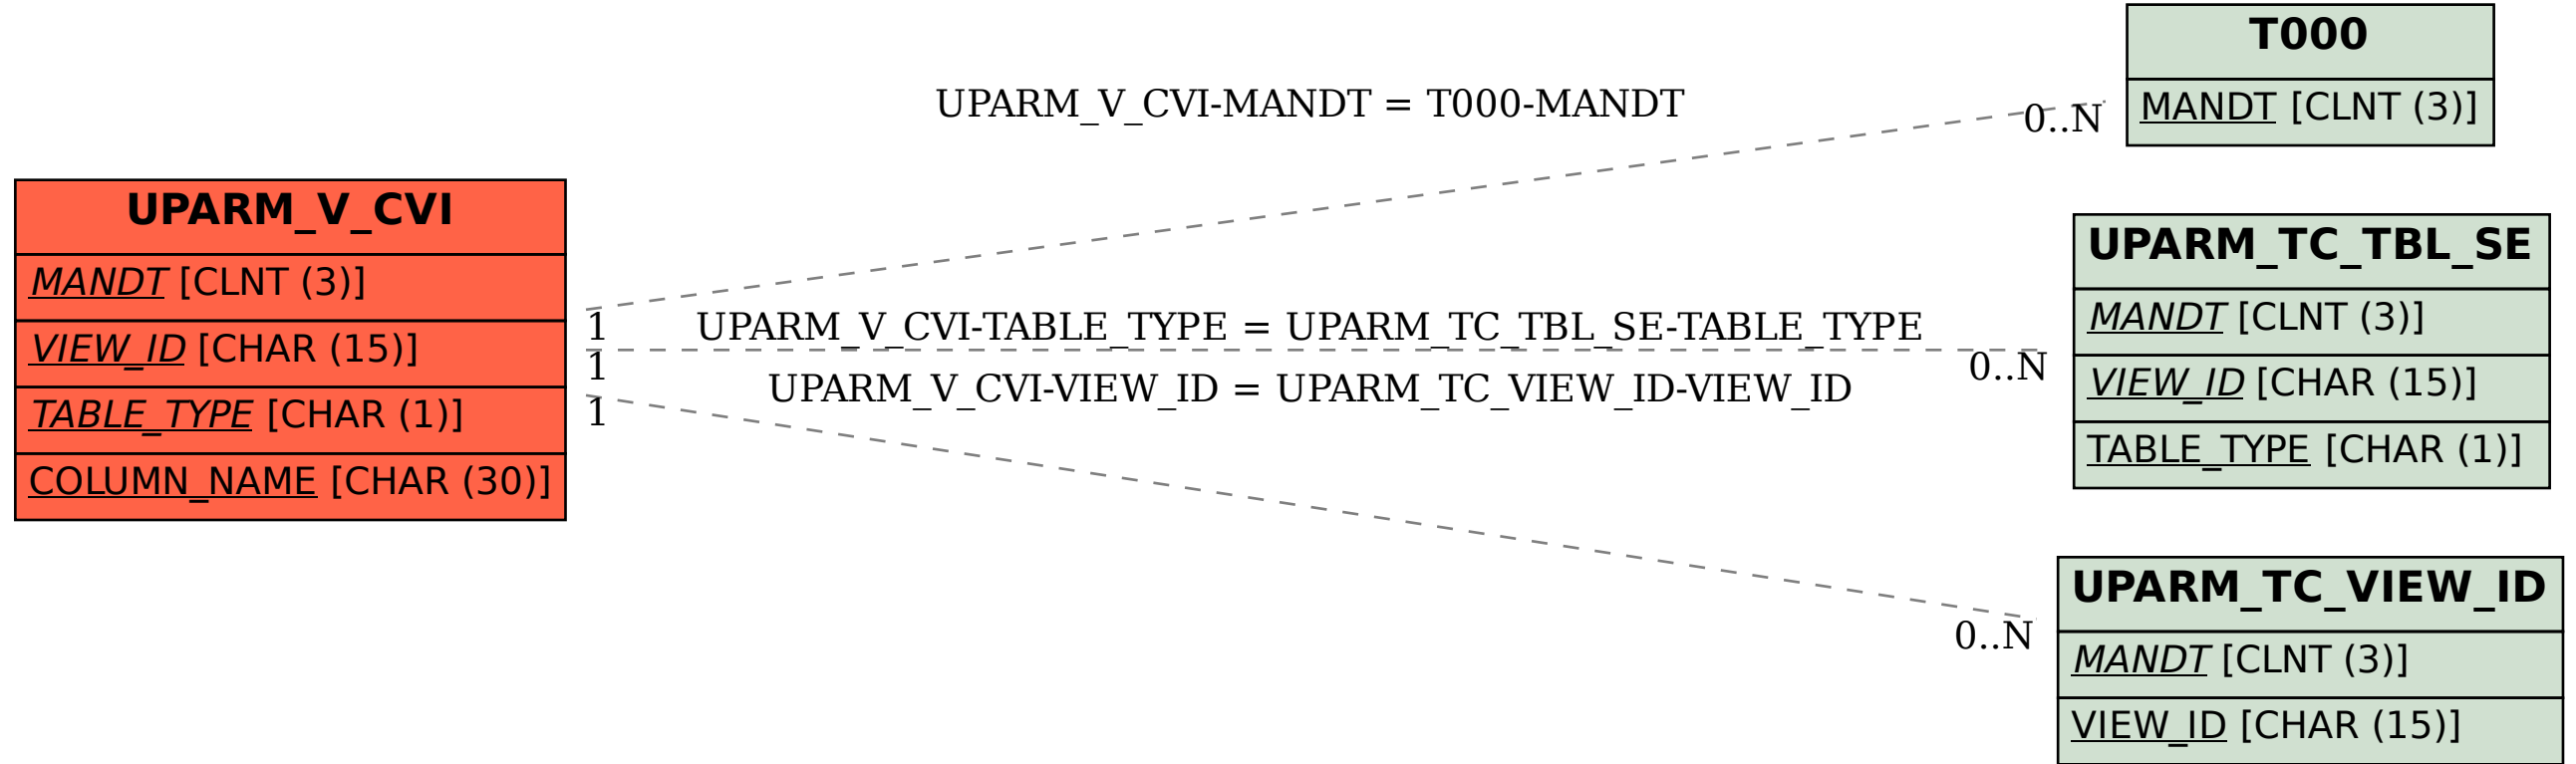 UPARM_V_CVI
MANDT [CLNT (3)]
VIEW_ID [CHAR (15)]
TABLE_TYPE [CHAR (1)]
COLUMN_NAME [CHAR (30)]
UPARM_V_CVI-MANDT = T000-MANDT
0..N
1
UPARM_V_CVI-TABLE_TYPE = UPARM_TC_TBL_SE-TABLE_TYPE
0..N
1
UPARM_V_CVI-VIEW_ID = UPARM_TC_VIEW_ID-VIEW_ID
1
0..N
T000
MANDT [CLNT (3)]
UPARM_TC_TBL_SE
MANDT [CLNT (3)]
VIEW_ID [CHAR (15)]
TABLE_TYPE [CHAR (1)]
UPARM_TC_VIEW_ID
MANDT [CLNT (3)]
VIEW_ID [CHAR (15)]